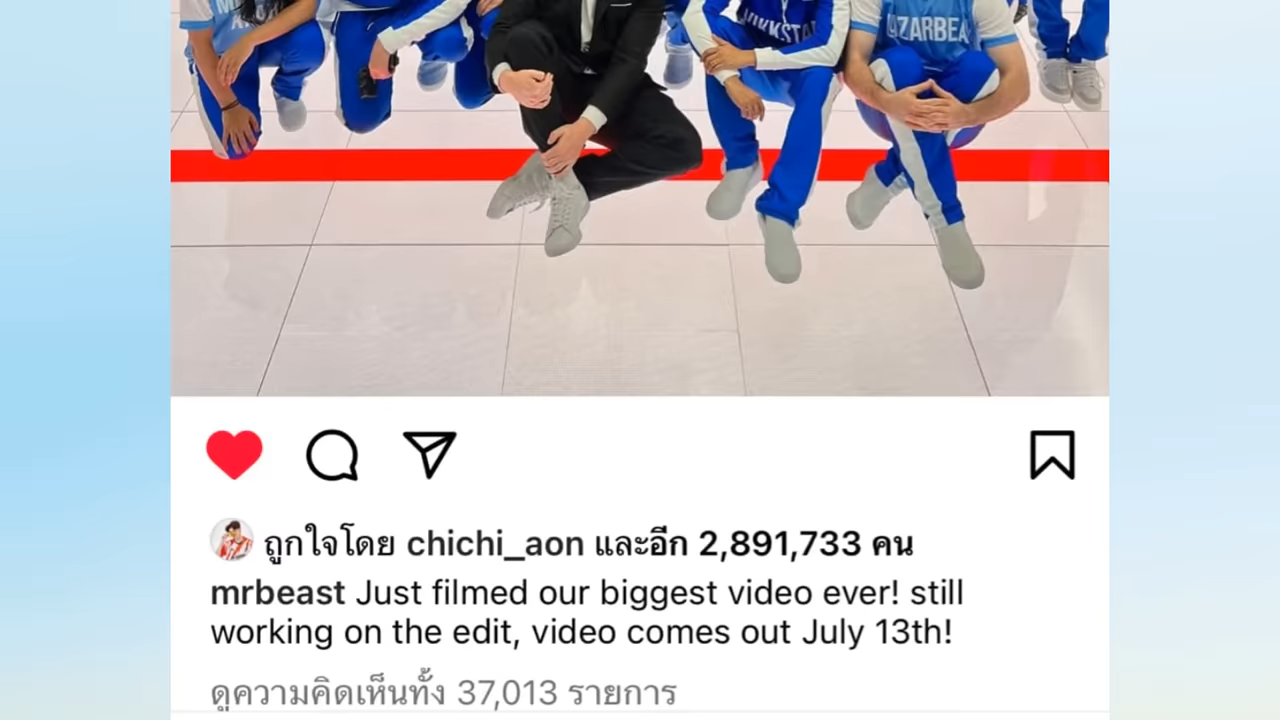 ถูกใจโดย chichi_aon และอีก 2,891,733 คน
mrbeast Just filmed our biggest video ever! still
working on the edit, video comes out July 13th!
ดูความคิดเห็นทั้ง 37,013 รายการ